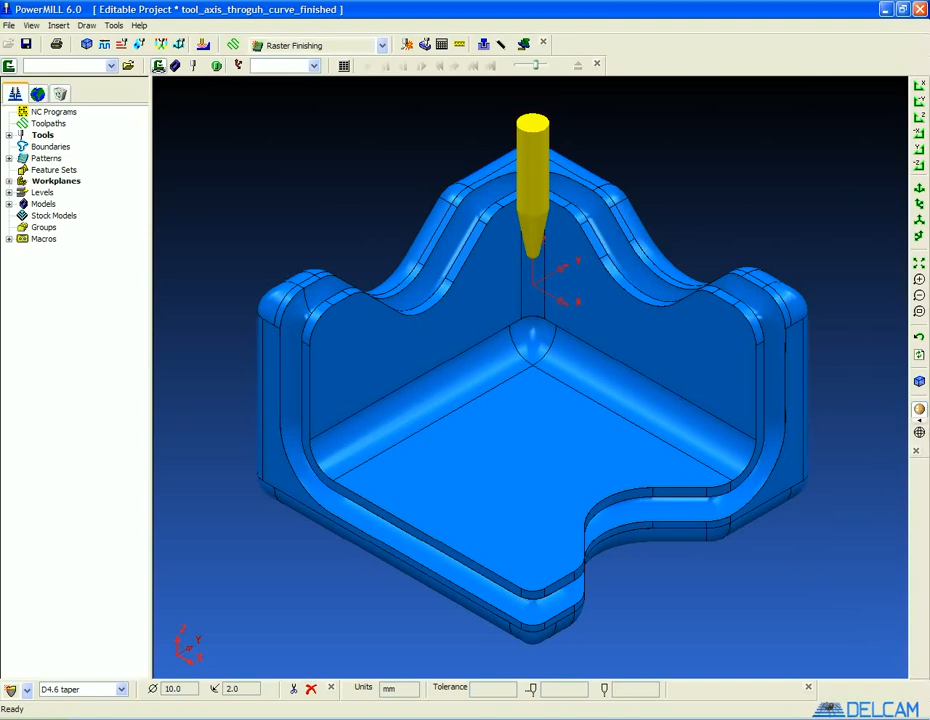 PowerMILL 6.0    [ Editable Project * tool_axis_throguh_curve_finished ]
File View Insert Draw Tools Help
Raster Finishing
NC Programs
Toolpaths
Tools
Boundaries
Patterns
Feature Sets
Workplanes
Levels
Models
Stock Models
Groups
Macros
Y
X
Z
Y
X
D4.6 taper 10.0 2.0 Units mm Tolerance
Ready
DELCAM